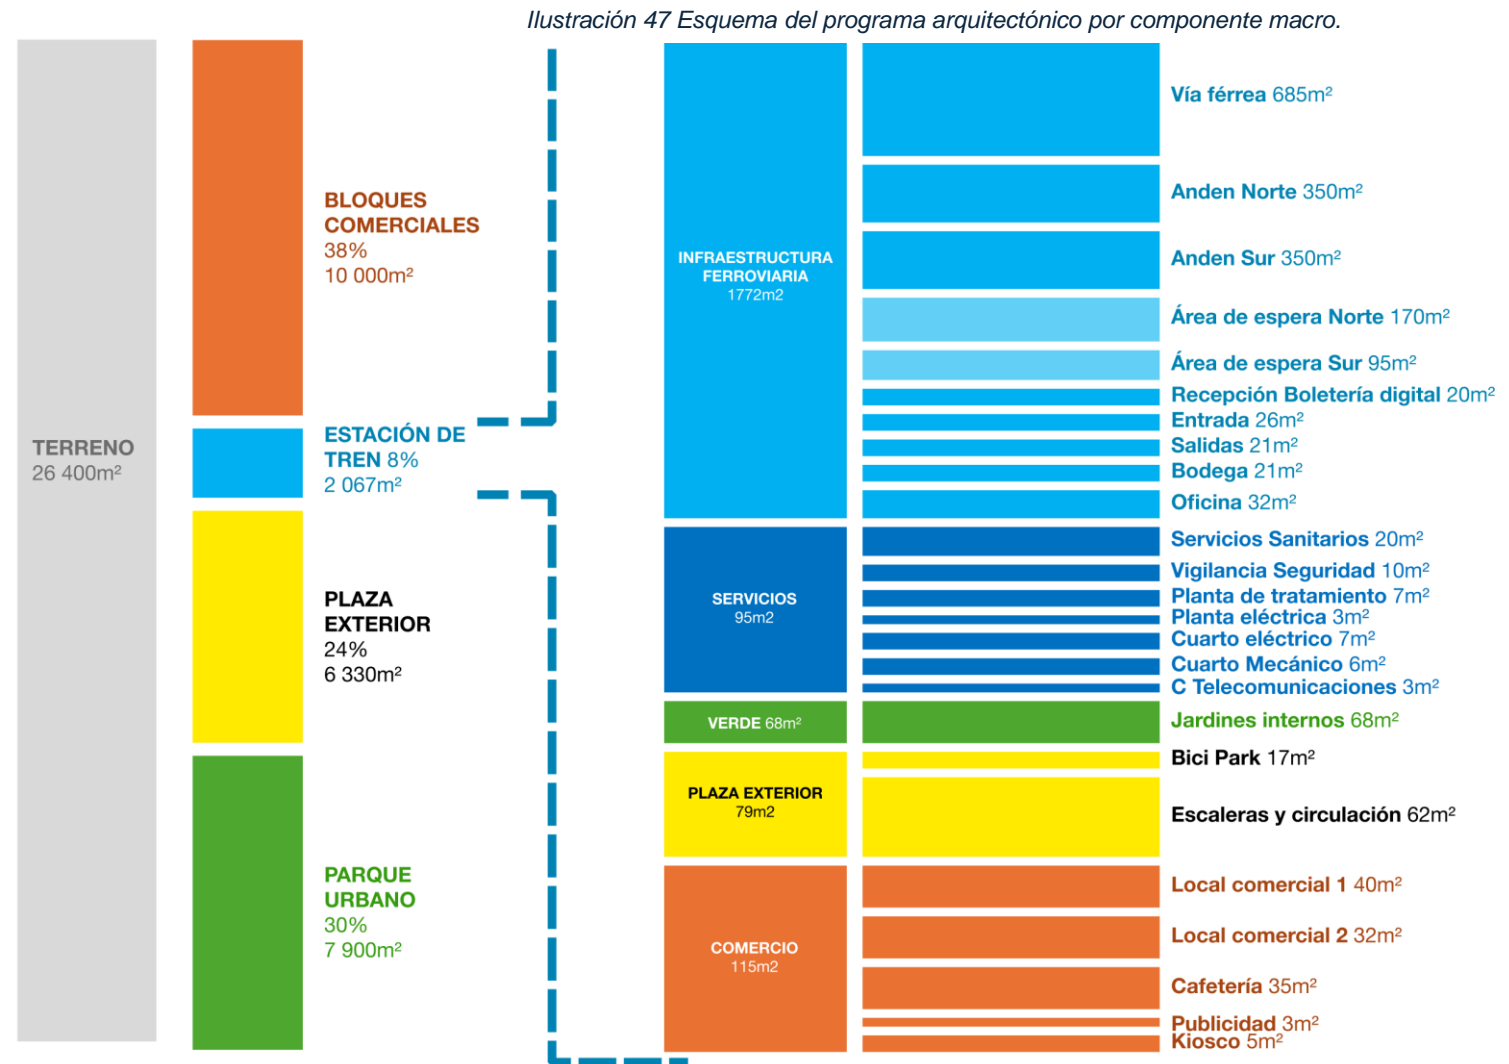 Ilustración 47 Esquema del programa arquitectónico por componente macro.
TERRENO
26 400m²
BLOQUES
COMERCIALES
38%
10 000m²
ESTACIÓN DE
TREN 8%
2 067m²
PLAZA
EXTERIOR
24%
6 330m²
PARQUE
URBANO
30%
7 900m²
INFRAESTRUCTURA
FERROVIARIA
1772m2
SERVICIOS
95m2
VERDE 68m²
PLAZA EXTERIOR
79m2
COMERCIO
115m2
Vía férrea 685m²
Anden Norte 350m²
Anden Sur 350m²
Área de espera Norte 170m²
Área de espera Sur 95m²
Recepción Boletería digital 20m²
Entrada 26m²
Salidas 21m²
Bodega 21m²
Oficina 32m²
Servicios Sanitarios 20m²
Vigilancia Seguridad 10m²
Planta de tratamiento 7m²
Planta eléctrica 3m²
Cuarto eléctrico 7m²
Cuarto Mecánico 6m²
C Telecomunicaciones 3m²
Jardines internos 68m²
Bici Park 17m²
Escaleras y circulación 62m²
Local comercial 1 40m²
Local comercial 2 32m²
Cafetería 35m²
Publicidad 3m²
Kiosco 5m²